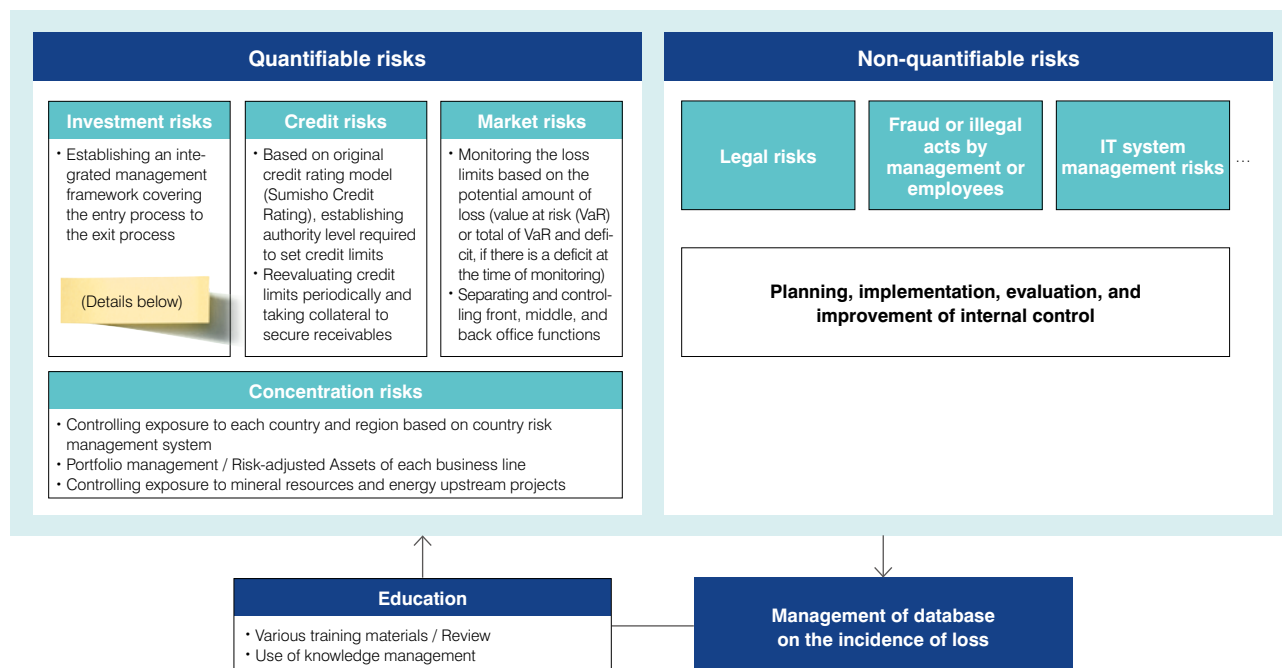 Quantifiable risks
Investment risks
• Establishing an inte-
grated management
framework covering
the entry process to
the exit process
(Details below)
Credit risks
• Based on original
credit rating model
(Sumisho Credit
Rating), establishing
authority level required
to set credit limits
• Reevaluating credit
limits periodically and
taking collateral to
secure receivables
Market risks
• Monitoring the loss
limits based on the
potential amount of
loss (value at risk (VaR)
or total of VaR and defi-
cit, if there is a deficit at
the time of monitoring)
• Separating and control-
ling front, middle, and
back office functions
Concentration risks
• Controlling exposure to each country and region based on country risk
management system
• Portfolio management / Risk-adjusted Assets of each business line
• Controlling exposure to mineral resources and energy upstream projects
Non-quantifiable risks
Legal risks
Fraud or illegal
acts by
management or
employees
IT system
management risks
...
Planning, implementation, evaluation, and
improvement of internal control
Education
• Various training materials / Review
• Use of knowledge management
Management of database
on the incidence of loss